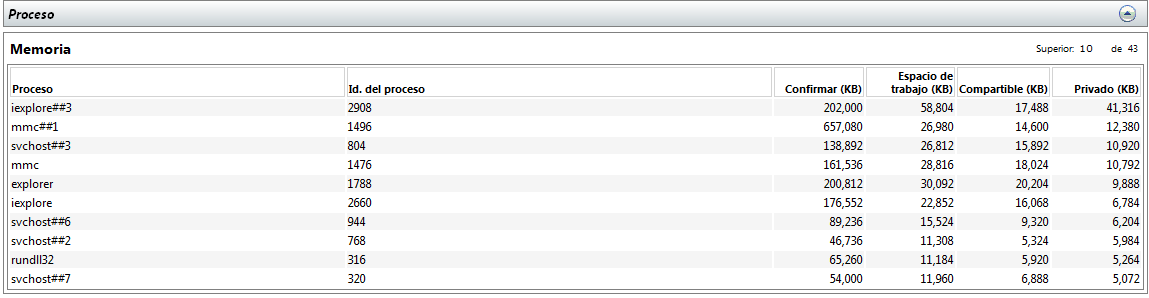 Proceso
Memoria Superior: 10 de 43
Proceso Id. del proceso Confirmar (KB) Espacio de trabajo (KB) Compartible (KB) Privado (KB)
iexplore##3 2908 202,000 58,804 17,488 41,316
mmc##1 1496 657,080 26,980 14,600 12,380
svchost##3 804 138,892 26,812 15,892 10,920
mmc 1476 161,536 28,816 18,024 10,792
explorer 1788 200,812 30,092 20,204 9,888
iexplore 2660 176,552 22,852 16,068 6,784
svchost##6 944 89,236 15,524 9,320 6,204
svchost##2 768 46,736 11,308 5,324 5,984
rundll32 316 65,260 11,184 5,920 5,264
svchost##7 320 54,000 11,960 6,888 5,072